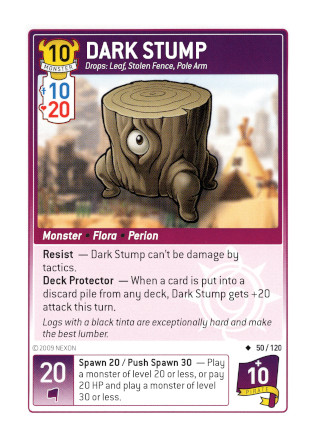 10
MONSTER
DARK STUMP
Drops: Leaf, Stolen Fence, Pole Arm
10
20
Monster • Flora • Perion
Resist — Dark Stump can't be damage by
tactics.
Deck Protector — When a card is put into a
discard pile from any deck, Dark Stump gets +20
attack this turn.
Logs with a black tinta are exceptionally hard and make
the best lumber.
© 2009 NEXON
◆ 50/120
20
Spawn 20 / Push Spawn 30 — Play
a monster of level 20 or less, or pay
20 HP and play a monster of level
30 or less.
+
10
PIRATE